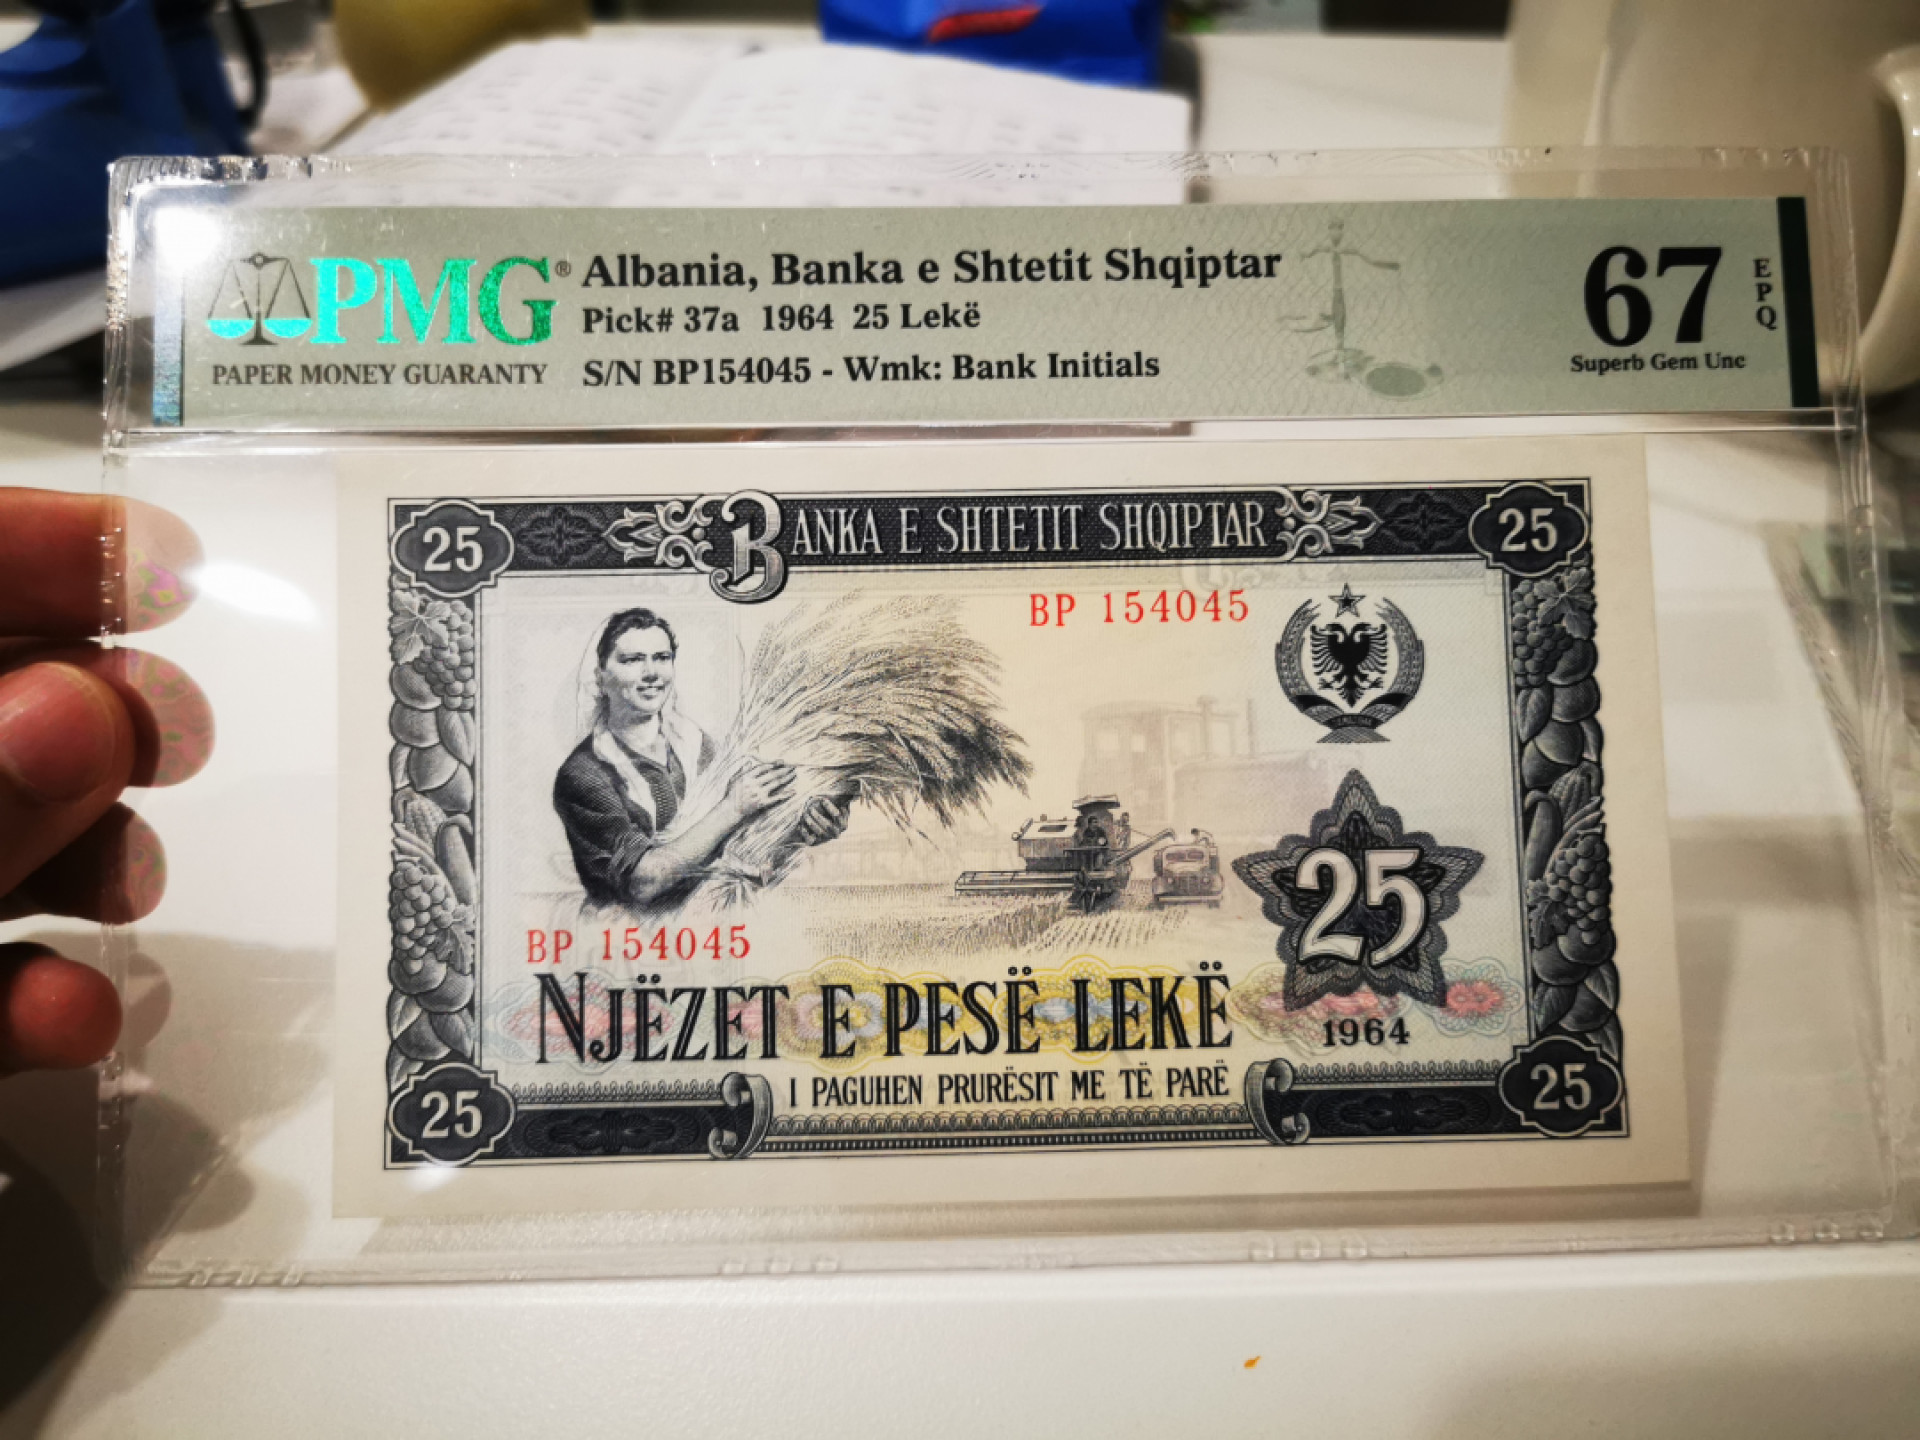 PMG®
PAPER MONEY GUARANTY
Albania, Banka e Shtetit Shqiptar
Pick# 37a 1964 25 Lekë
S/N BP154045 - Wmk: Bank Initials
67
EPQ
Superb Gem Unc
25
BANKA E SHTETIT SHQIPTAR
25
BP 154045
25
BP 154045
NJËZET E PESË LEKË
1964
I PAGUHEN PRURËSIT ME TË PARË
25
25